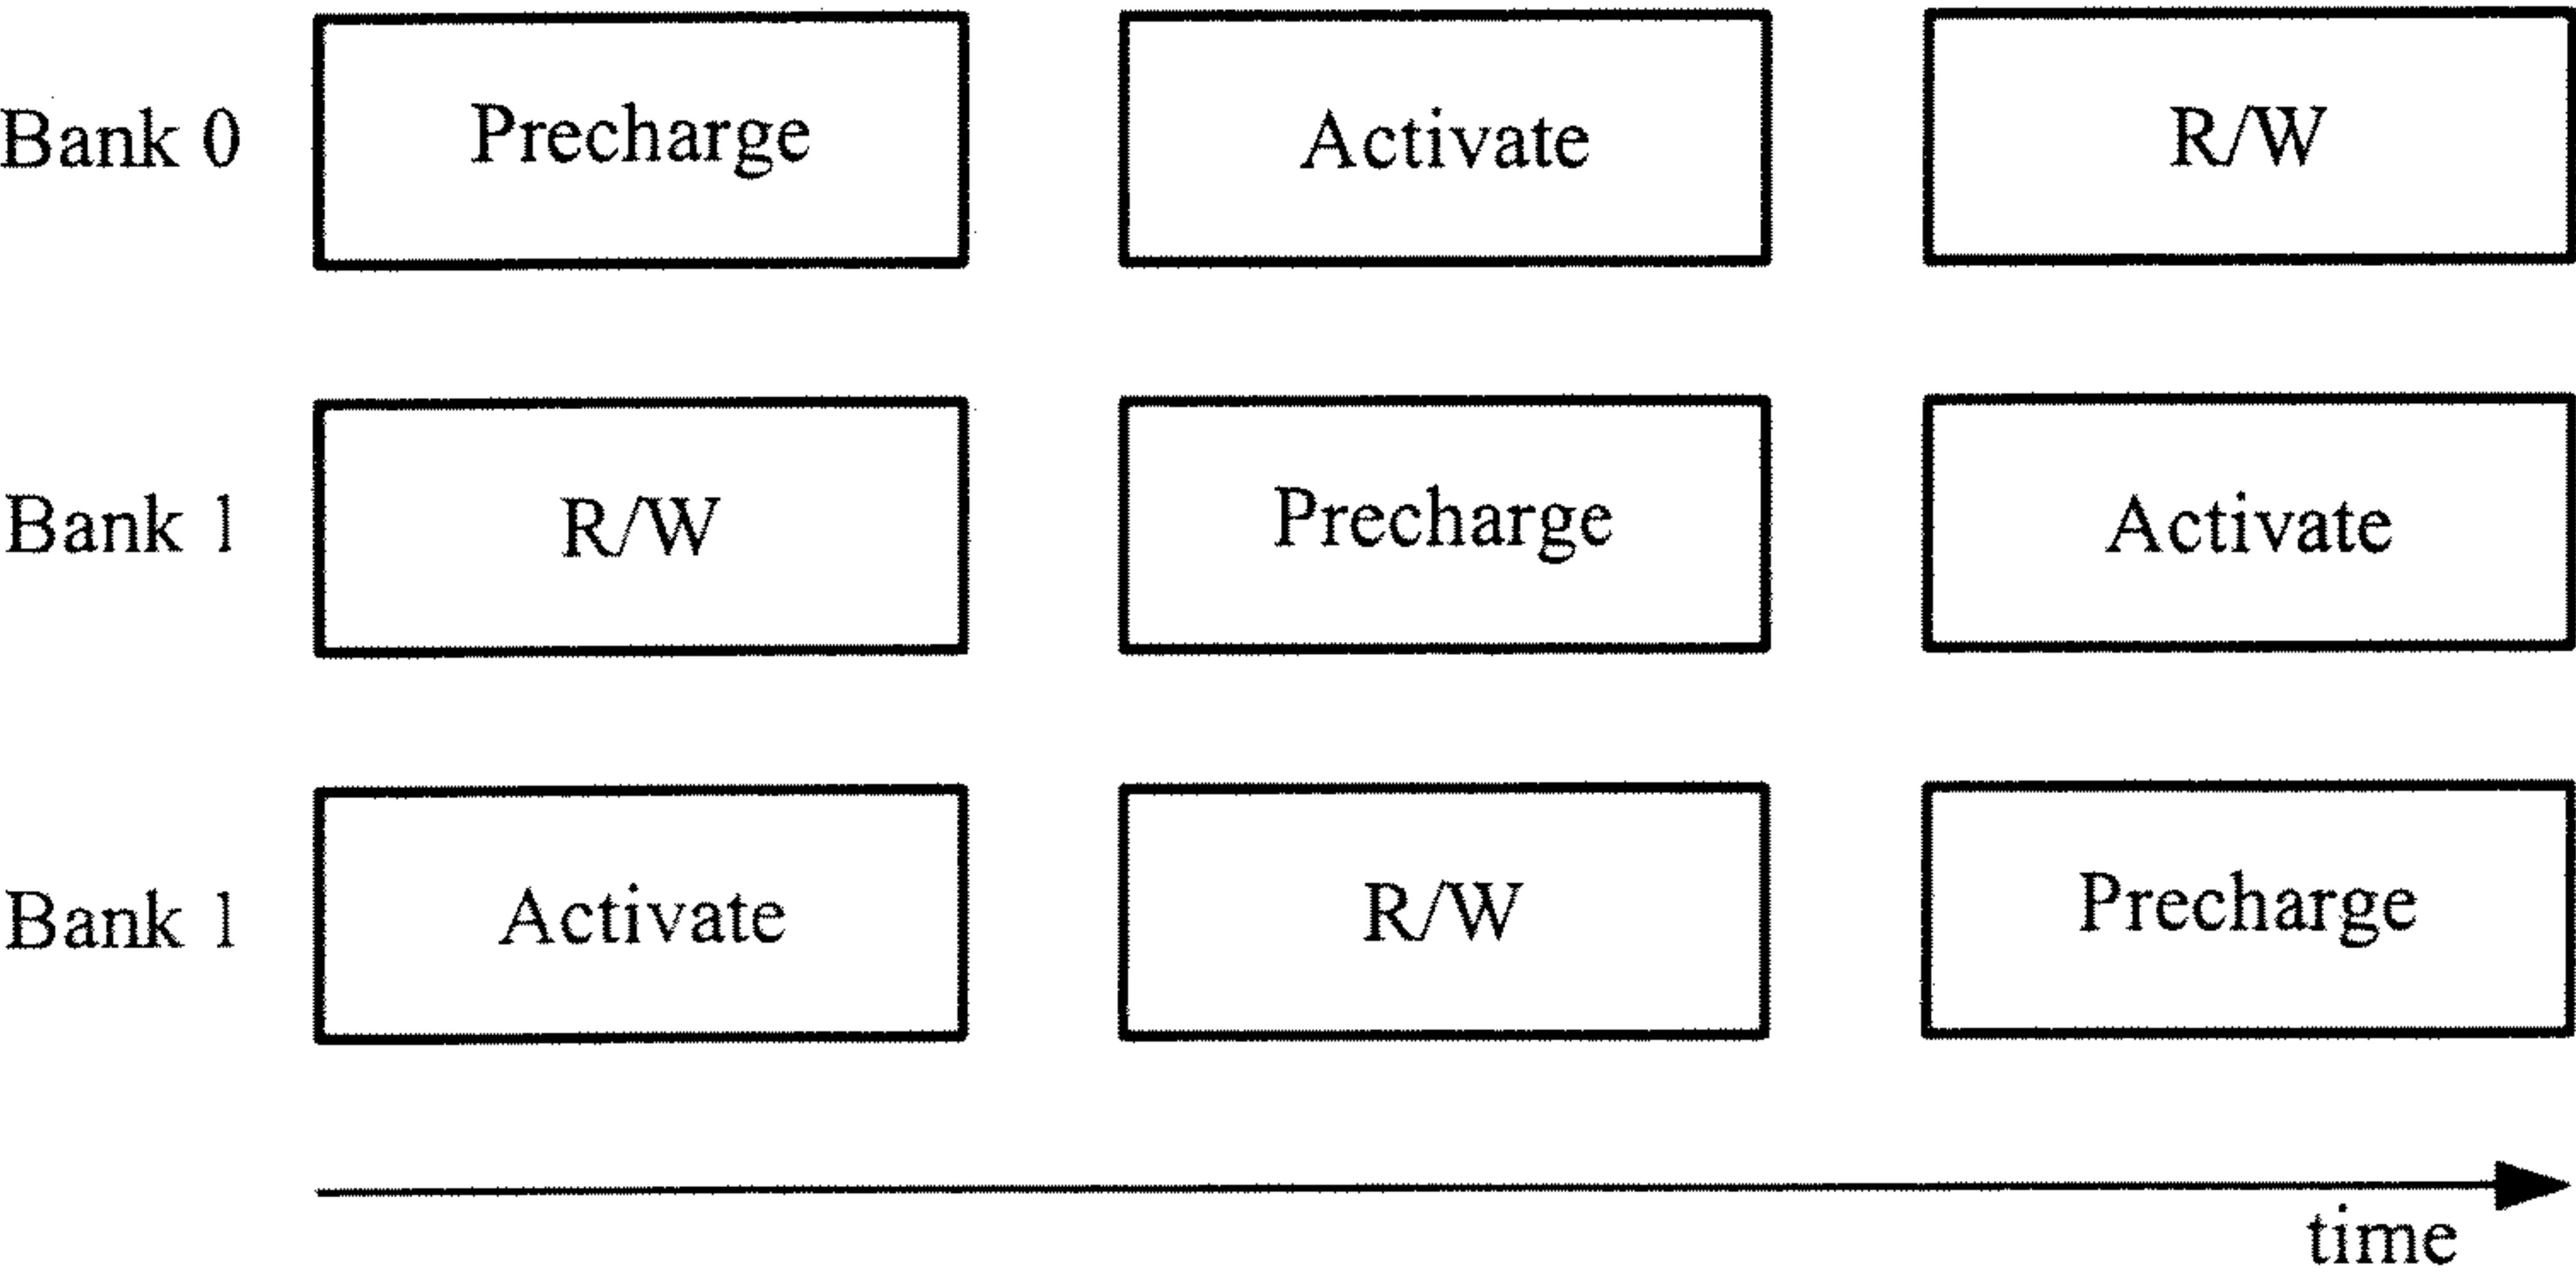 Bank 0 Precharge Activate R/W
Bank 1 R/W Precharge Activate
Bank 1 Activate R/W Precharge
time